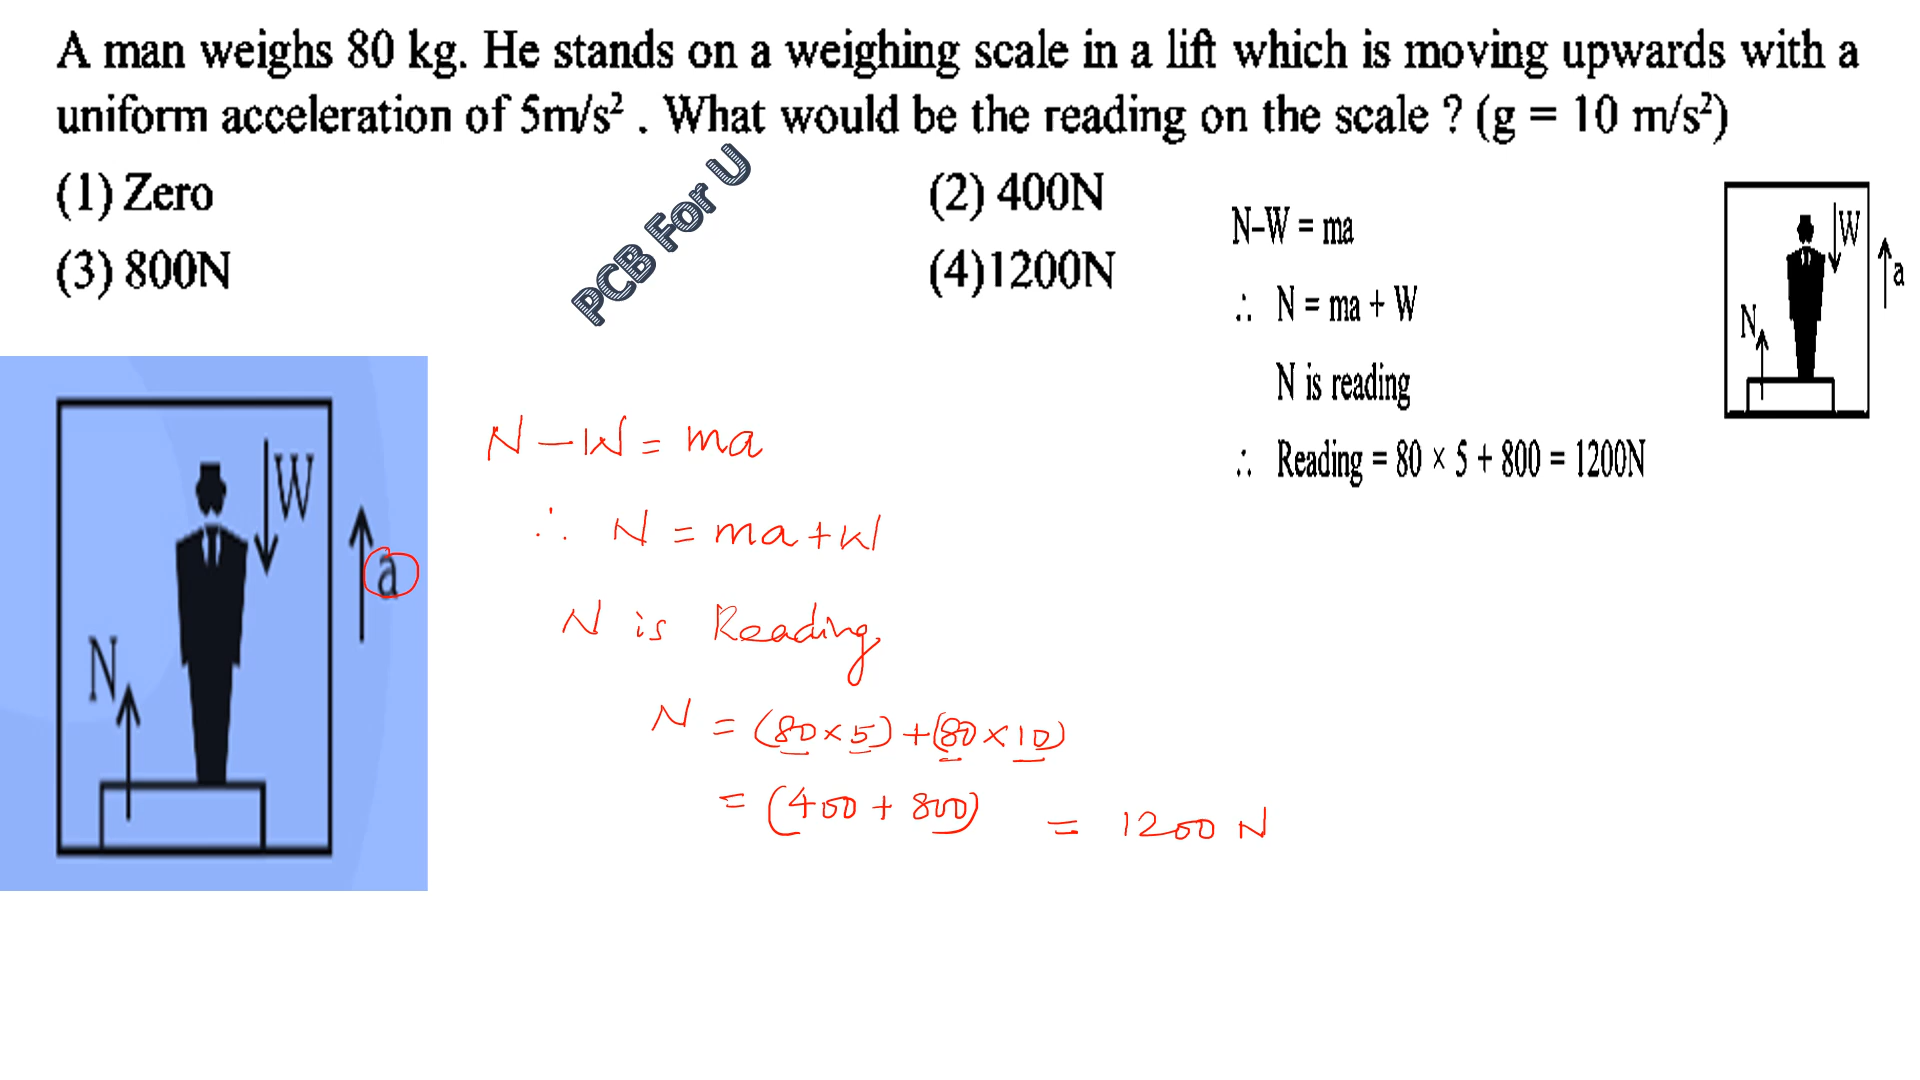 A man weighs 80 kg. He stands on a weighing scale in a lift which is moving upwards with a
uniform acceleration of 5m/s². What would be the reading on the scale ? (g = 10 m/s²)
(1) Zero
(2) 400N
(3) 800N
(4)1200N
PCB For U
N–W = ma
∴ N = ma + W
N is reading
∴ Reading = 80 × 5 + 800 = 1200N
W
a
N
W
a
N
N – W = ma
∴ N = ma + W
N is Reading
N = (80 × 5) + (80 × 10)
= (400 + 800) = 1200 N